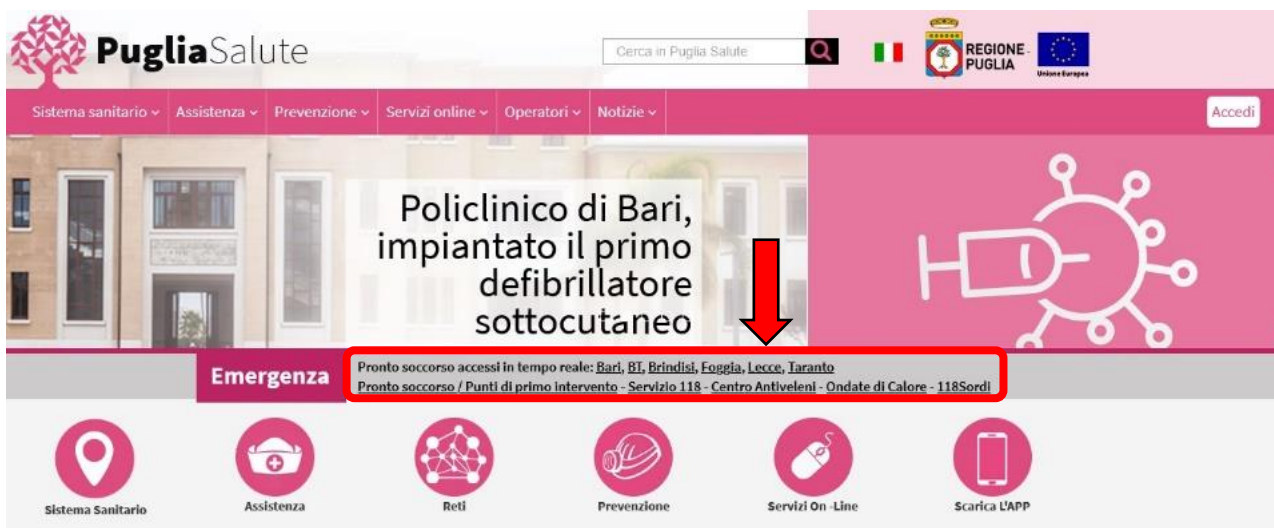 PugliaSalute
Cerca in Puglia Salute
REGIONE
PUGLIA
Unione Europea
Sistema sanitario Assistenza Prevenzione Servizi online Operatori Notizie Accedi
Policlinico di Bari,
impiantato il primo
defibrillatore
sottocutaneo
Emergenza
Pronto soccorso accessi in tempo reale: Bari, BT, Brindisi, Foggia, Lecce, Taranto
Pronto soccorso / Punti di primo intervento - Servizio 118 - Centro Antiveleni - Ondate di Calore - 118Sordi
Sistema Sanitario Assistenza Reti Prevenzione Servizi On -Line Scarica L'APP